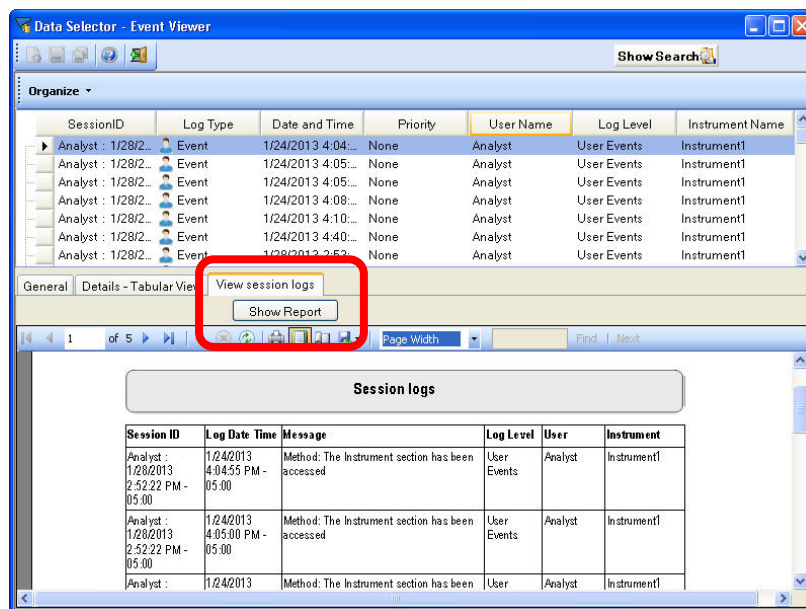 Data Selector - Event Viewer
Show Search
Organize
SessionID Log Type Date and Time Priority User Name Log Level Instrument Name
Analyst : 1/28/2... Event 1/24/2013 4:04:... None Analyst User Events Instrument1
Analyst : 1/28/2... Event 1/24/2013 4:05:... None Analyst User Events Instrument1
Analyst : 1/28/2... Event 1/24/2013 4:05:... None Analyst User Events Instrument1
Analyst : 1/28/2... Event 1/24/2013 4:08:... None Analyst User Events Instrument1
Analyst : 1/28/2... Event 1/24/2013 4:10:... None Analyst User Events Instrument1
Analyst : 1/28/2... Event 1/24/2013 4:40:... None Analyst User Events Instrument1
Analyst : 1/28/2... Event 1/28/2013 2:52:... None Analyst User Events Instrument1
General Details - Tabular View View session logs
Show Report
1 of 5 Page Width Find | Next
Session logs
Session ID Log Date Time Message Log Level User Instrument
Analyst : 1/24/2013 Method: The Instrument section has been User Analyst Instrument1
1/28/2013 4:04:55 PM - accessed Events
2:52:22 PM - 05:00
05:00
Analyst : 1/24/2013 Method: The Instrument section has been User Analyst Instrument1
1/28/2013 4:05:00 PM - accessed Events
2:52:22 PM - 05:00
05:00
Analyst : 1/24/2013 Method: The Instrument section has been User Analyst Instrument1